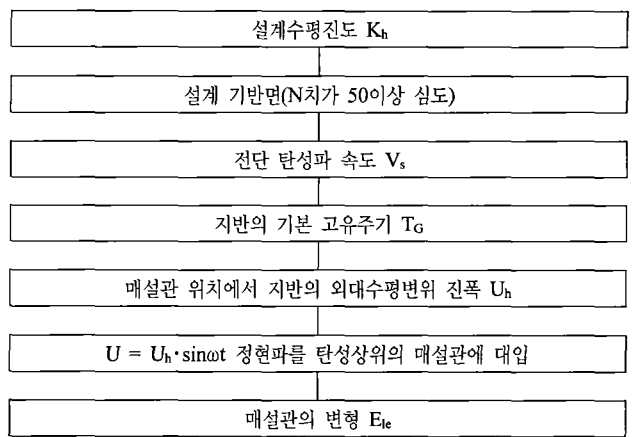 설계수평진도 Kh
설계 기반면(N치가 50이상 심도)
전단 탄성파 속도 Vs
지반의 기본 고유주기 TG
매설관 위치에서 지반의 외대수평변위 진폭 Uh
U = Uh·sinωt 정현파를 탄성상위의 매설관에 대입
매설관의 변형 Ele